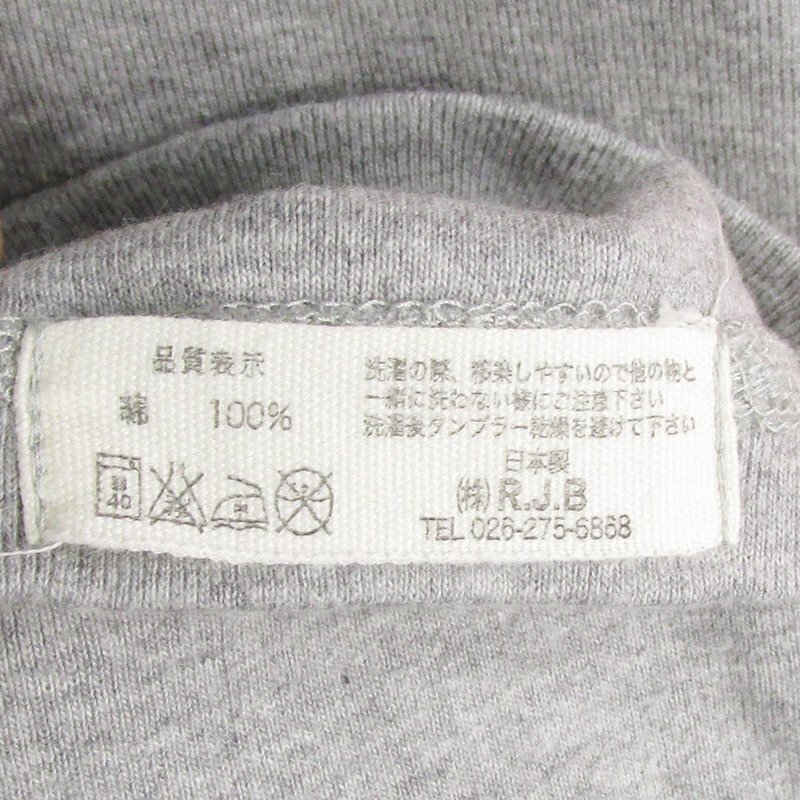 品質表示
綿 100%
弱 40
洗濯の際、移染しやすいので他の物と
一緒に洗わない様にご注意下さい
洗濯後タンブラー乾燥を避けて下さい
日本製
㈱ R.J.B
TEL 026-275-6868